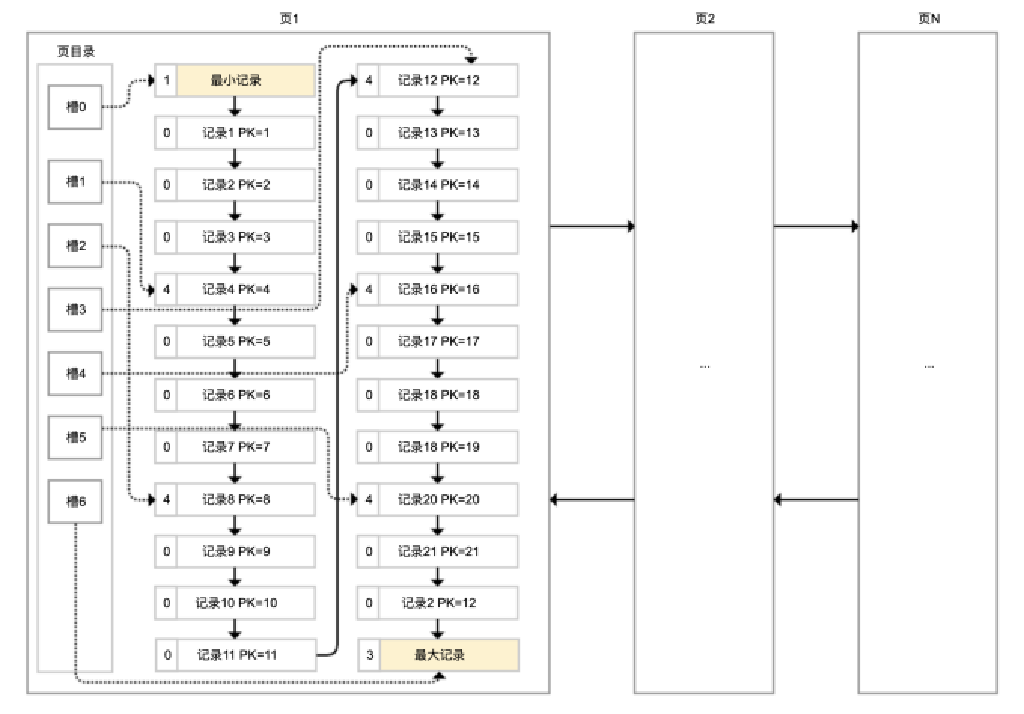 页1
页2
页N
页目录
槽0
槽1
槽2
槽3
槽4
槽5
槽6
1 最小记录
0 记录1 PK=1
0 记录2 PK=2
0 记录3 PK=3
4 记录4 PK=4
0 记录5 PK=5
0 记录6 PK=6
0 记录7 PK=7
4 记录8 PK=8
0 记录9 PK=9
0 记录10 PK=10
0 记录11 PK=11
4 记录12 PK=12
0 记录13 PK=13
0 记录14 PK=14
0 记录15 PK=15
4 记录16 PK=16
0 记录17 PK=17
0 记录18 PK=18
0 记录18 PK=19
4 记录20 PK=20
0 记录21 PK=21
0 记录2 PK=12
3 最大记录
...
...